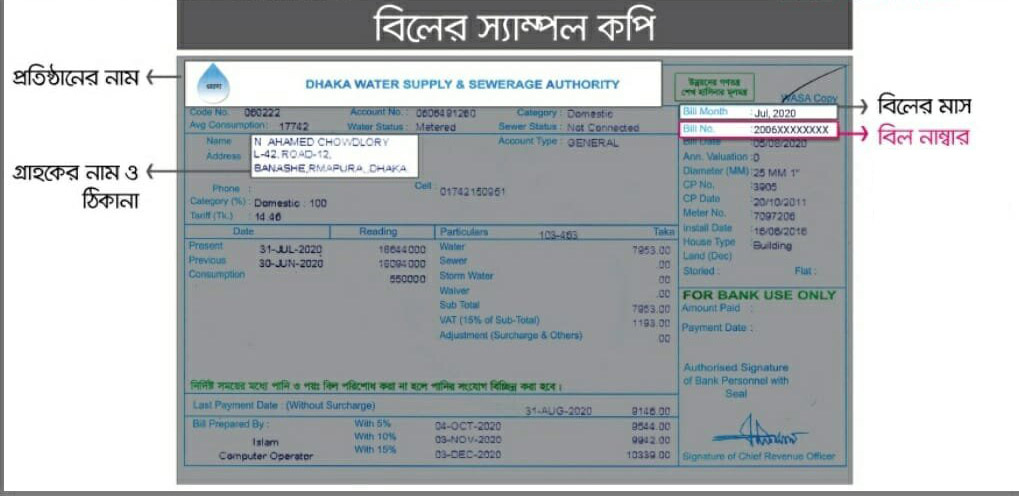 বিলের স্যাম্পল কপি
প্রতিষ্ঠানের নাম
ওয়াসা
DHAKA WATER SUPPLY & SEWERAGE AUTHORITY
উন্নয়নের গণতন্ত্র
শেখ হাসিনার মূলমন্ত্র
WASA Copy
Code No. 060222 Account No. : 0606491260 Category : Domestic
Avg Consumption : 17742 Water Status : Metered Sewer Status : Not Connected
Name N AHAMED CHOWDLORY Account Type : GENERAL
Address L-42, ROAD-12,
BANASHE,RMAPURA, DHAKA
গ্রাহকের নাম ও
ঠিকানা
Phone : Cell : 01742150961
Category (%) : Domestic : 100
Tariff (Tk.) : 14.46
Bill Month : Jul, 2020
বিলের মাস
Bill No. : 2006XXXXXXXX
বিল নাম্বার
Bill Date : 05/08/2020
Ann. Valuation : 0
Diameter (MM) : 25 MM 1"
CP No. : 3905
CP Date : 20/10/2011
Meter No. : 7097206
Install Date : 16/06/2016
House Type : Building
Land (Dec) :
Storied : Flat :
Date Reading Particulars 103-463 Taka
Present 31-JUL-2020 18644000 Water 7953.00
Previous 30-JUN-2020 18094000 Sewer .00
Consumption 550000 Storm Water .00
Waiver .00
Sub Total 7953.00
VAT (15% of Sub-Total) 1193.00
Adjustment (Surcharge & Others) .00
FOR BANK USE ONLY
Amount Paid :
Payment Date :
Authorised Signature
of Bank Personnel with
Seal
Signature of Chief Revenue Officer
নির্দিষ্ট সময়ের মধ্যে পানি ও পয়ঃ বিল পরিশোধ করা না হলে পানির সংযোগ বিচ্ছিন্ন করা হবে।
Last Payment Date : (Without Surcharge) 31-AUG-2020 9146.00
Bill Prepared By : With 5% 04-OCT-2020 9544.00
Islam With 10% 03-NOV-2020 9942.00
Computer Operator With 15% 03-DEC-2020 10339.00